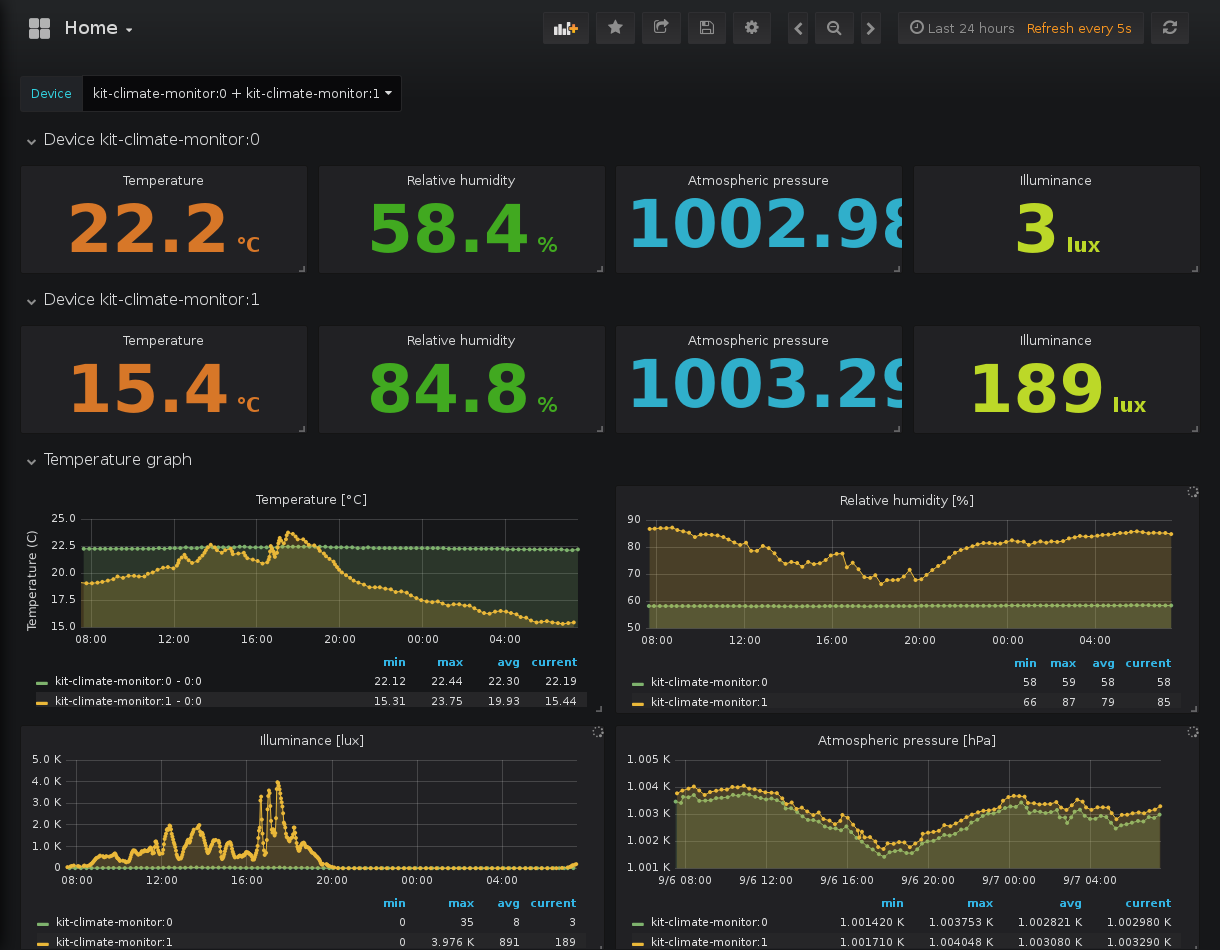 Home
Last 24 hours Refresh every 5s
Device kit-climate-monitor:0 + kit-climate-monitor:1
Device kit-climate-monitor:0
Temperature Relative humidity Atmospheric pressure Illuminance
22.2 °C 58.4 % 1002.98 3 lux
Device kit-climate-monitor:1
Temperature Relative humidity Atmospheric pressure Illuminance
15.4 °C 84.8 % 1003.29 189 lux
Temperature graph
Temperature [°C]
Temperature (C)
25.0
22.5
20.0
17.5
15.0
08:00 12:00 16:00 20:00 00:00 04:00
min max avg current
kit-climate-monitor:0 - 0:0 22.12 22.44 22.30 22.19
kit-climate-monitor:1 - 0:0 15.31 23.75 19.93 15.44
Relative humidity [%]
90
80
70
60
50
08:00 12:00 16:00 20:00 00:00 04:00
min max avg current
kit-climate-monitor:0 58 59 58 58
kit-climate-monitor:1 66 87 79 85
Illuminance [lux]
5.0 K
4.0 K
3.0 K
2.0 K
1.0 K
0
08:00 12:00 16:00 20:00 00:00 04:00
min max avg current
kit-climate-monitor:0 0 35 8 3
kit-climate-monitor:1 0 3.976 K 891 189
Atmospheric pressure [hPa]
1.005 K
1.004 K
1.003 K
1.002 K
1.001 K
9/6 08:00 9/6 12:00 9/6 16:00 9/6 20:00 9/7 00:00 9/7 04:00
min max avg current
kit-climate-monitor:0 1.001420 K 1.003753 K 1.002821 K 1.002980 K
kit-climate-monitor:1 1.001710 K 1.004048 K 1.003080 K 1.003290 K